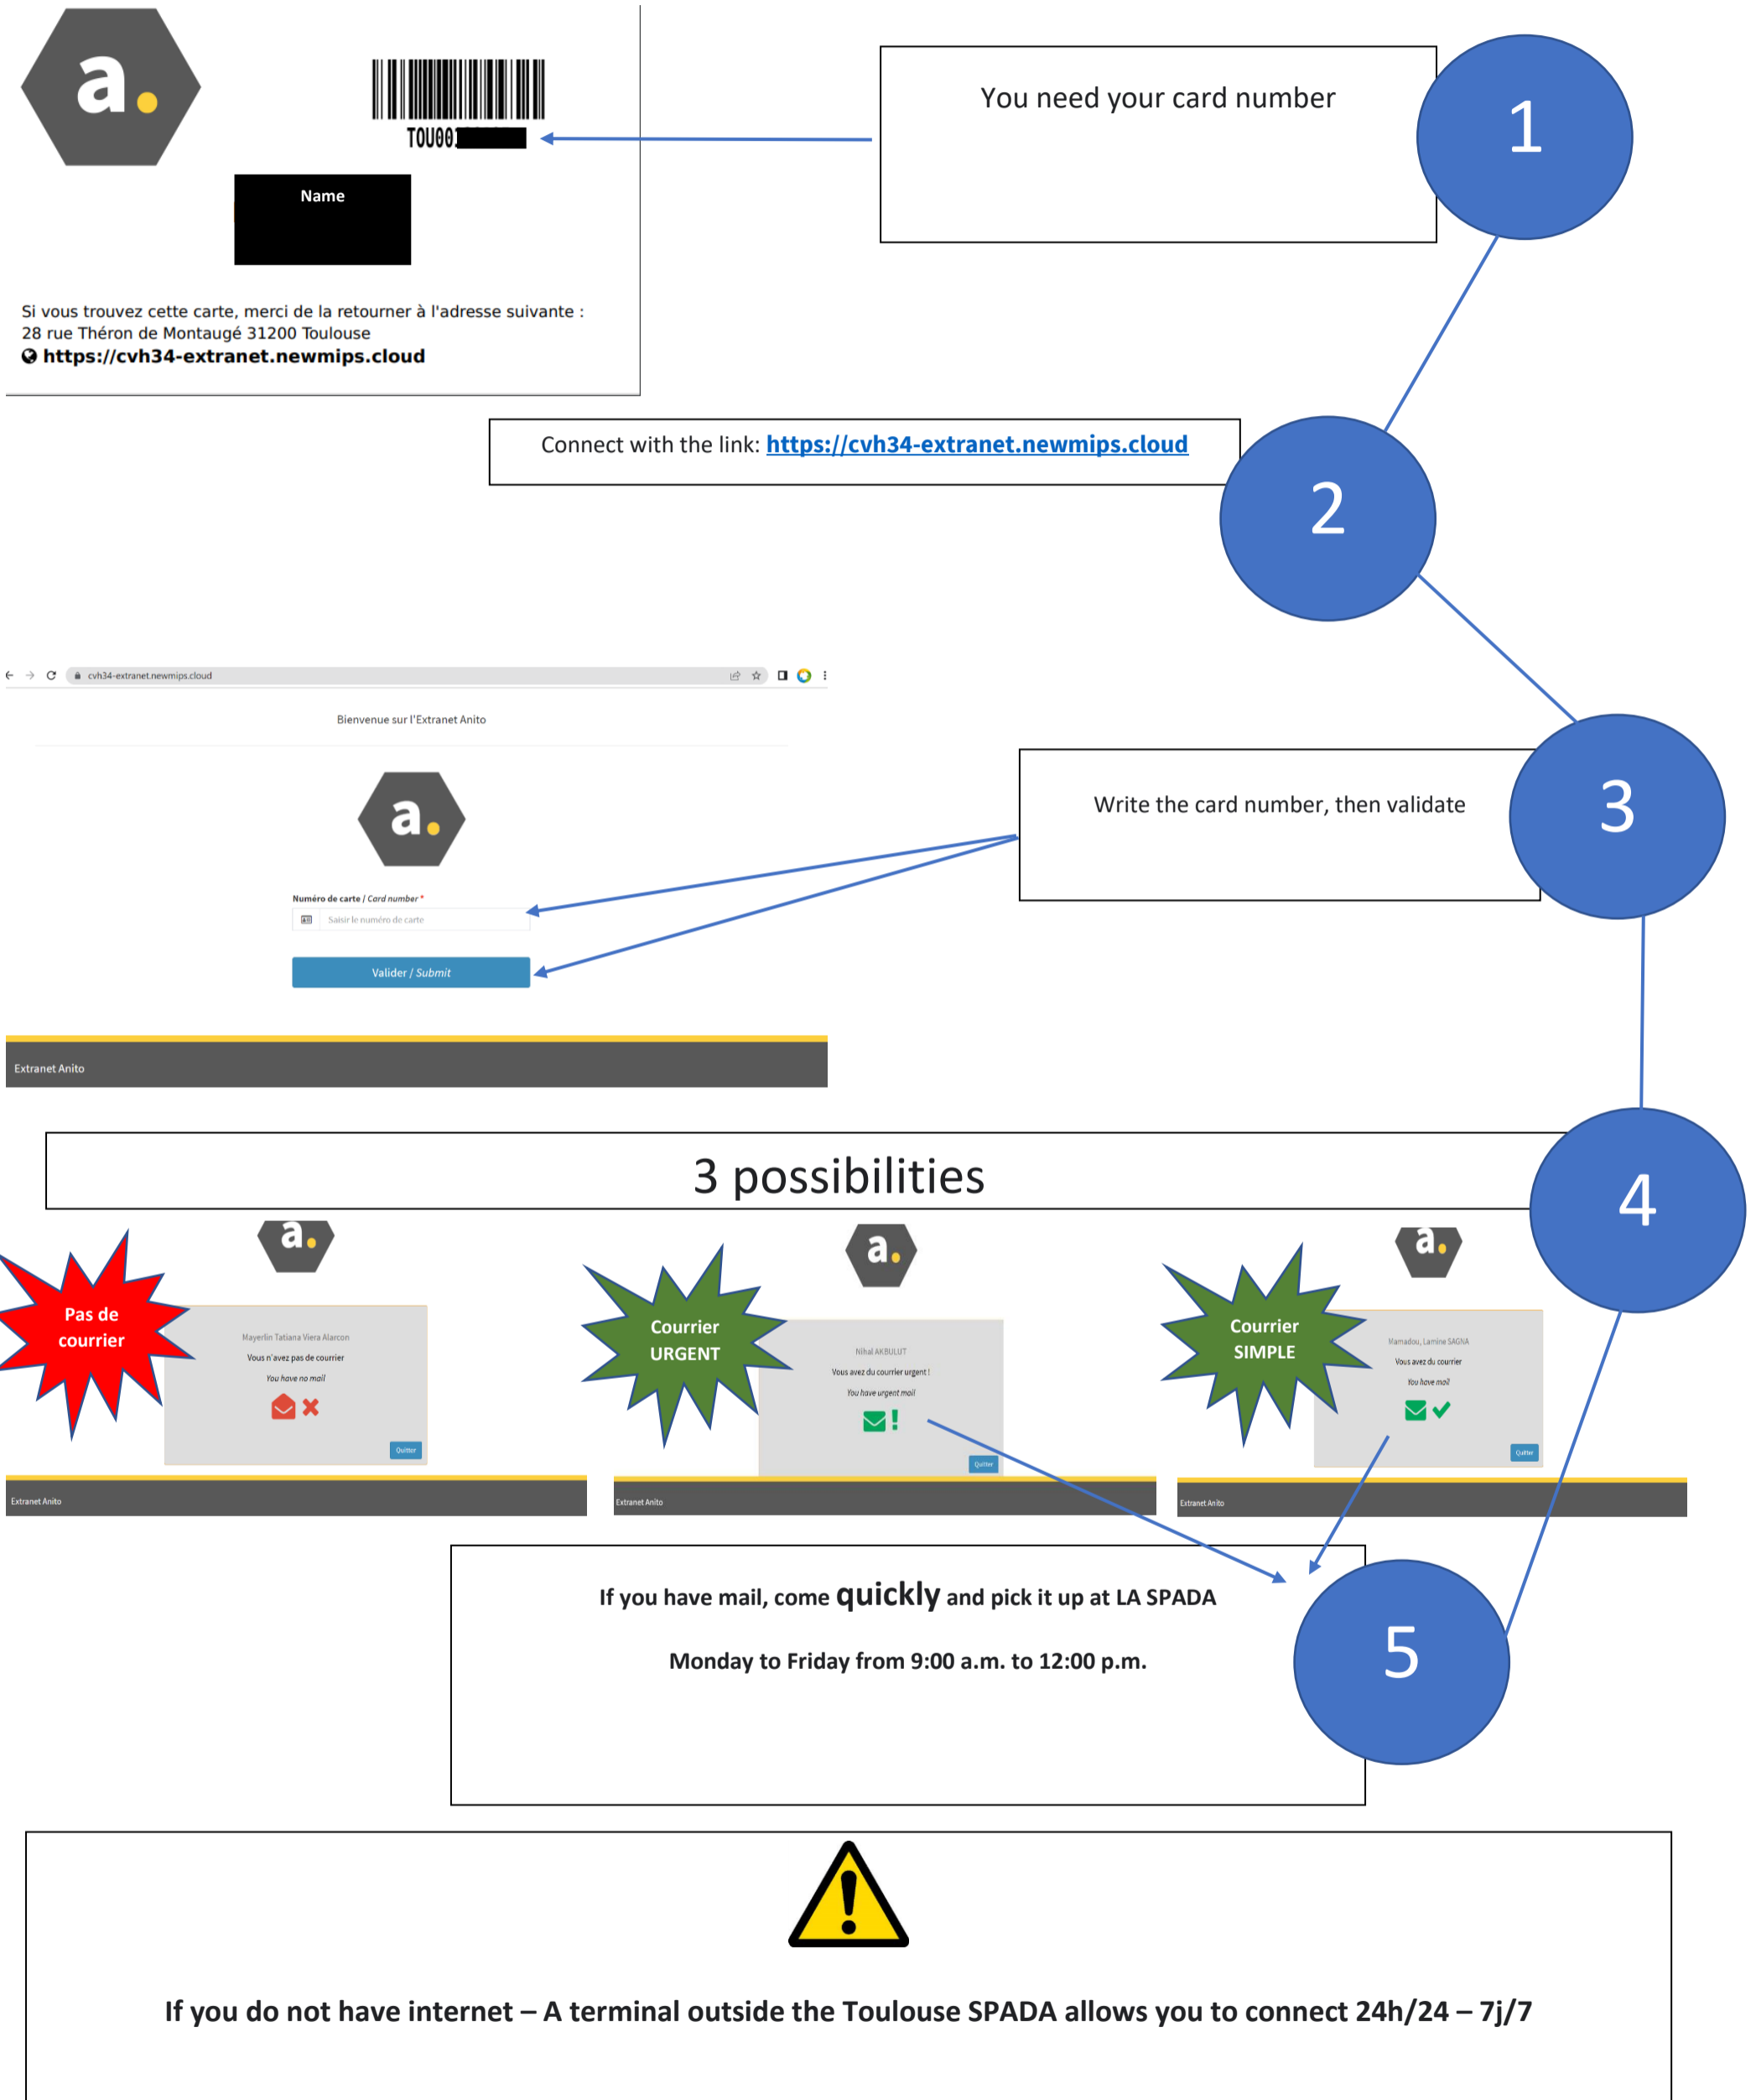 a.
TOU00
Name
Si vous trouvez cette carte, merci de la retourner à l'adresse suivante :
28 rue Théron de Montaugé 31200 Toulouse
https://cvh34-extranet.newmips.cloud
You need your card number
1
Connect with the link: https://cvh34-extranet.newmips.cloud
2
cvh34-extranet.newmips.cloud
Bienvenue sur l'Extranet Anito
a.
Numéro de carte / Card number *
Saisir le numéro de carte
Valider / Submit
Extranet Anito
Write the card number, then validate
3
3 possibilities
4
a.
Pas de
courrier
Mayerlin Tatiana Viera Alarcon
Vous n'avez pas de courrier
You have no mail
Quitter
Extranet Anito
a.
Courrier
URGENT
Nihal AKBULUT
Vous avez du courrier urgent !
You have urgent mail
Quitter
Extranet Anito
a.
Courrier
SIMPLE
Mamadou, Lamine SAGNA
Vous avez du courrier
You have mail
Quitter
Extranet Anito
If you have mail, come quickly and pick it up at LA SPADA
Monday to Friday from 9:00 a.m. to 12:00 p.m.
5
If you do not have internet – A terminal outside the Toulouse SPADA allows you to connect 24h/24 – 7j/7